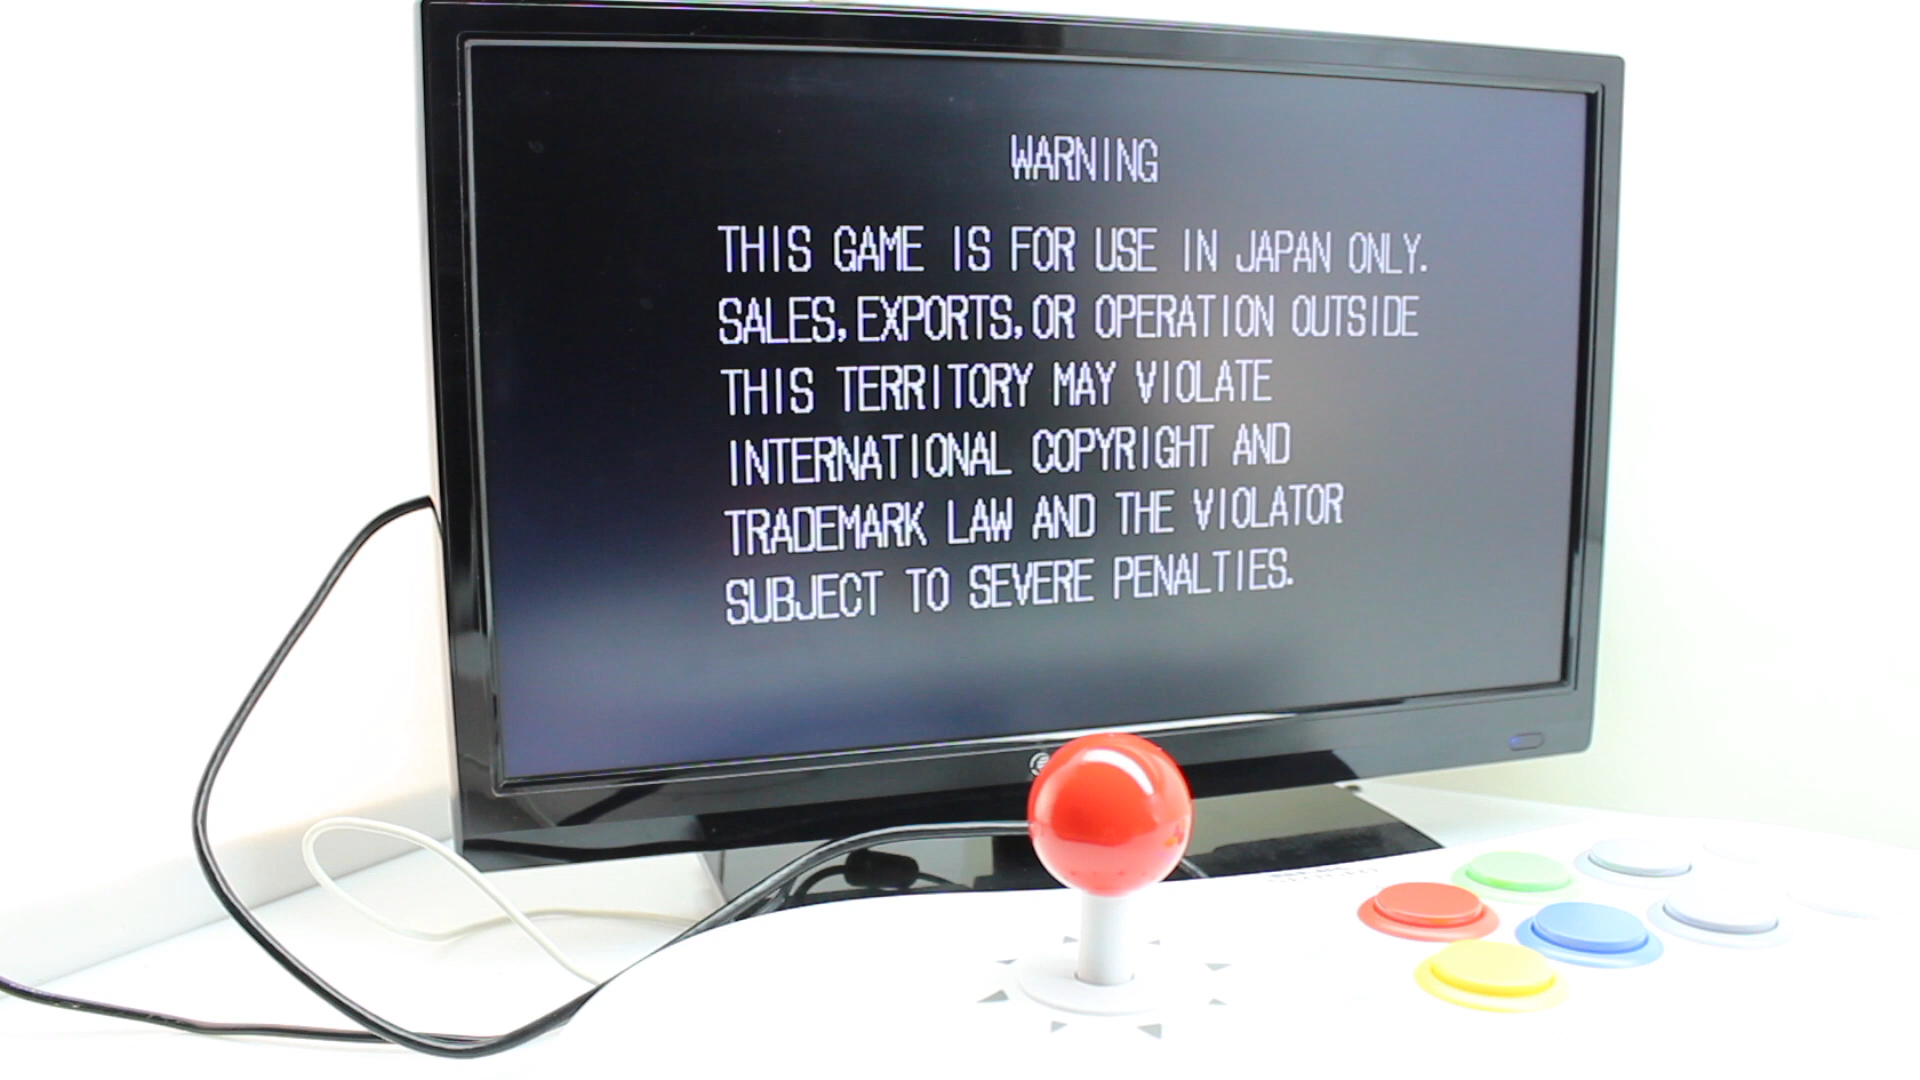 WARNING
THIS GAME IS FOR USE IN JAPAN ONLY.
SALES, EXPORTS, OR OPERATION OUTSIDE
THIS TERRITORY MAY VIOLATE
INTERNATIONAL COPYRIGHT AND
TRADEMARK LAW AND THE VIOLATOR
SUBJECT TO SEVERE PENALTIES.